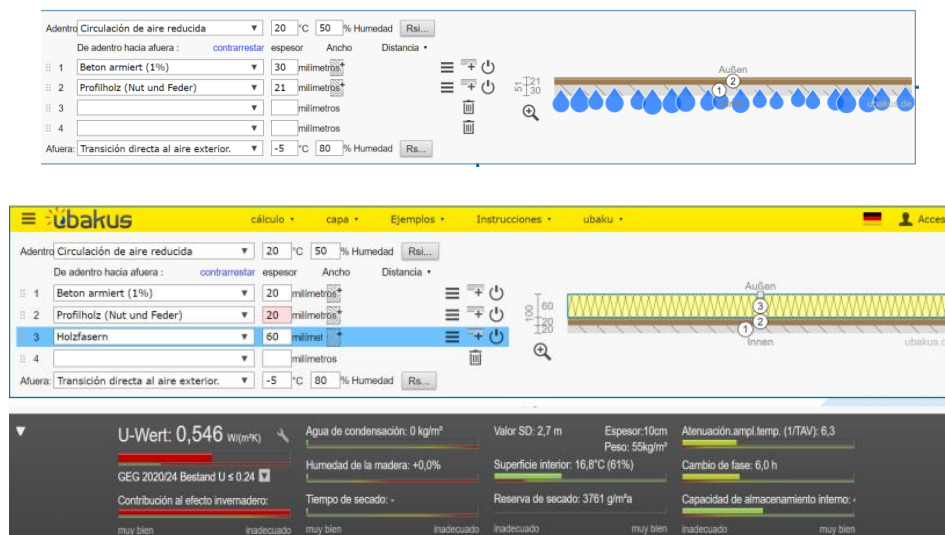 Adentro Circulación de aire reducida ▼ 20 °C 50 % Humedad Rsi...
De adentro hacia afuera : contrarrestar espesor Ancho Distancia •
1 Beton armiert (1%) ▼ 30 milímetros
2 Profilholz (Nut und Feder) ▼ 21 milímetros
3 ▼ milímetros
4 ▼ milímetros
Afuera: Transición directa al aire exterior. ▼ -5 °C 80 % Humedad Rs...
Außen
51 21 30
1 2
Innen
ubakus.de
ubakus
cálculo • capa • Ejemplos • Instrucciones • ubaku • Acces
Adentro Circulación de aire reducida ▼ 20 °C 50 % Humedad Rsi...
De adentro hacia afuera : contrarrestar espesor Ancho Distancia •
1 Beton armiert (1%) ▼ 20 milímetros
2 Profilholz (Nut und Feder) ▼ 20 milímetros
3 Holzfasern ▼ 60 milímet
4 ▼ milímetros
Afuera: Transición directa al aire exterior. ▼ -5 °C 80 % Humedad Rs...
Außen
100 60 20 20
3
1 2
Innen
ubakus.d
U-Wert: 0,546 W/(m²K)
GEG 2020/24 Bestand U ≤ 0.24
Contribución al efecto invernadero:
muy bien inadecuado
Agua de condensación: 0 kg/m²
Humedad de la madera: +0,0%
Tiempo de secado: -
muy bien inadecuado
Valor SD: 2,7 m Espesor:10cm
Peso: 55kg/m²
Superficie interior: 16,8°C (61%)
Reserva de secado: 3761 g/m²a
inadecuado muy bien
Atenuación.ampl.temp. (1/TAV): 6,3
Cambio de fase: 6,0 h
Capacidad de almacenamiento interno: 
inadecuado muy bien